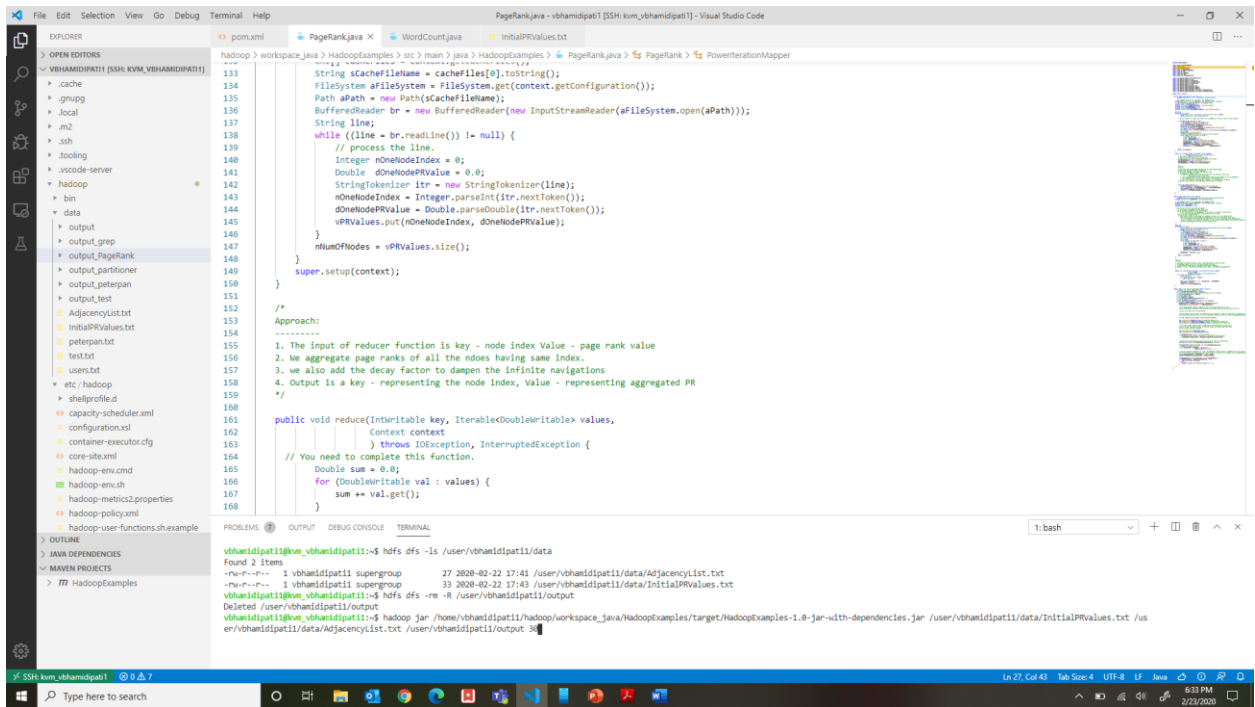 File Edit Selection View Go Debug Terminal Help
PageRank.java - vbhamidipati1 [SSH: kvm_vbhamidipati1] - Visual Studio Code
EXPLORER
OPEN EDITORS
VBHAMIDIPATI1 [SSH: KVM_VBHAMIDIPATI1]
.cache
.gnupg
.local
.m2
.ssh
.tooling
.vscode-server
hadoop
bin
data
output
output_grep
output_PageRank
output_partitioner
output_peterpan
output_test
AdjacencyList.txt
InitialPRValues.txt
peterpan.txt
test.txt
users.txt
etc / hadoop
shellprofile.d
capacity-scheduler.xml
configuration.xsl
container-executor.cfg
core-site.xml
hadoop-env.cmd
hadoop-env.sh
hadoop-metrics2.properties
hadoop-policy.xml
hadoop-user-functions.sh.example
OUTLINE
JAVA DEPENDENCIES
MAVEN PROJECTS
HadoopExamples
pom.xml PageRank.java × WordCount.java InitialPRValues.txt
hadoop > workspace_java > HadoopExamples > src > main > java > HadoopExamples > PageRank.java > PageRank > PowerIterationMapper
133 String sCacheFileName = cacheFiles[0].toString();
134 FileSystem aFileSystem = FileSystem.get(context.getConfiguration());
135 Path aPath = new Path(sCacheFileName);
136 BufferedReader br = new BufferedReader(new InputStreamReader(aFileSystem.open(aPath)));
137 String line;
138 while ((line = br.readLine()) != null) {
139 // process the line.
140 Integer nOneNodeIndex = 0;
141 Double dOneNodePRValue = 0.0;
142 StringTokenizer itr = new StringTokenizer(line);
143 nOneNodeIndex = Integer.parseInt(itr.nextToken());
144 dOneNodePRValue = Double.parseDouble(itr.nextToken());
145 vPRValues.put(nOneNodeIndex, dOneNodePRValue);
146 }
147 nNumOfNodes = vPRValues.size();
148 }
149 super.setup(context);
150 }
151
152 /*
153 Approach:
154 ---------
155 1. The input of reducer function is key - node index Value - page rank value
156 2. We aggregate page ranks of all the ndoes having same index.
157 3. we also add the decay factor to dampen the infinite navigations
158 4. Output is a key - representing the node index, Value - representing aggregated PR
159 */
160
161 public void reduce(IntWritable key, Iterable<DoubleWritable> values,
162 Context context
163 ) throws IOException, InterruptedException {
164 // You need to complete this function.
165 Double sum = 0.0;
166 for (DoubleWritable val : values) {
167 sum += val.get();
168 }
PROBLEMS 7 OUTPUT DEBUG CONSOLE TERMINAL
1: bash
vbhamidipati1@kvm_vbhamidipati1:~$ hdfs dfs -ls /user/vbhamidipati1/data
Found 2 items
-rw-r--r-- 1 vbhamidipati1 supergroup 27 2020-02-22 17:41 /user/vbhamidipati1/data/AdjacencyList.txt
-rw-r--r-- 1 vbhamidipati1 supergroup 33 2020-02-22 17:43 /user/vbhamidipati1/data/InitialPRValues.txt
vbhamidipati1@kvm_vbhamidipati1:~$ hdfs dfs -rm -R /user/vbhamidipati1/output
Deleted /user/vbhamidipati1/output
vbhamidipati1@kvm_vbhamidipati1:~$ hadoop jar /home/vbhamidipati1/hadoop/workspace_java/HadoopExamples/target/HadoopExamples-1.0-jar-with-dependencies.jar /user/vbhamidipati1/data/InitialPRValues.txt /us
er/vbhamidipati1/data/AdjacencyList.txt /user/vbhamidipati1/output 30
SSH: kvm_vbhamidipati1 0 7
Ln 27, Col 43 Tab Size: 4 UTF-8 LF Java
Type here to search
6:33 PM
2/23/2020